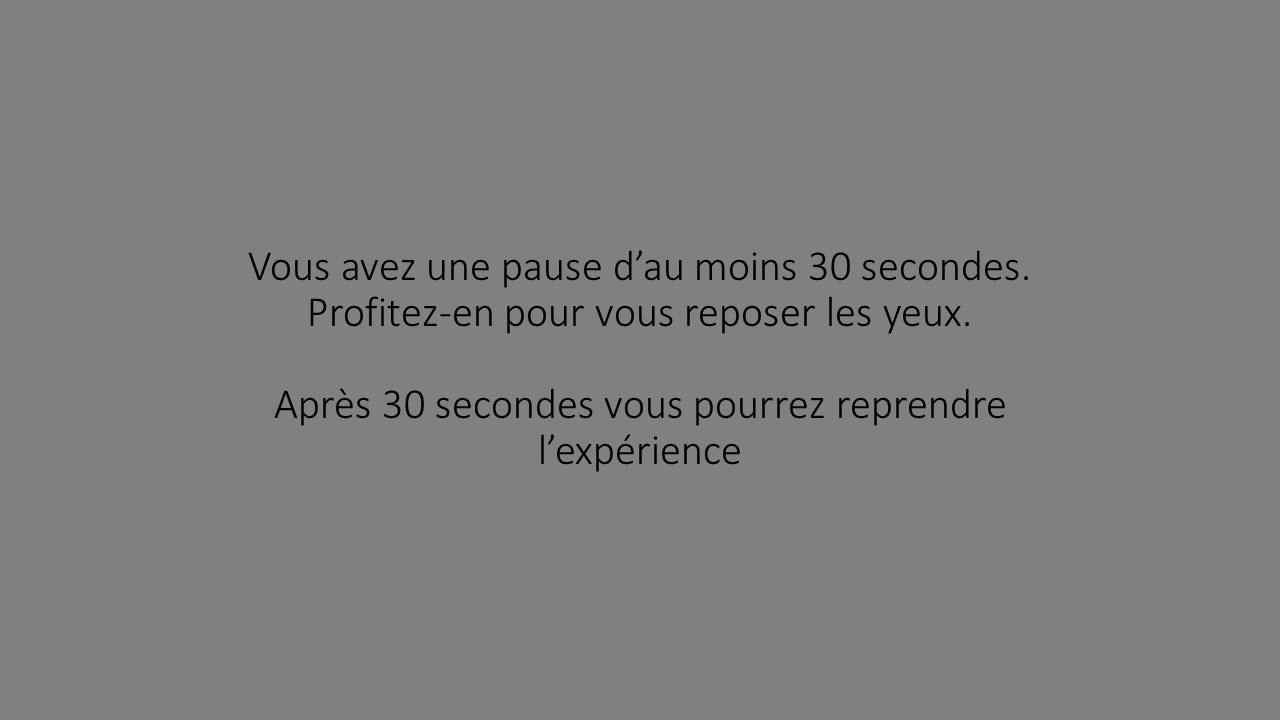 Vous avez une pause d’au moins 30 secondes.
Profitez-en pour vous reposer les yeux.
Après 30 secondes vous pourrez reprendre
l’expérience